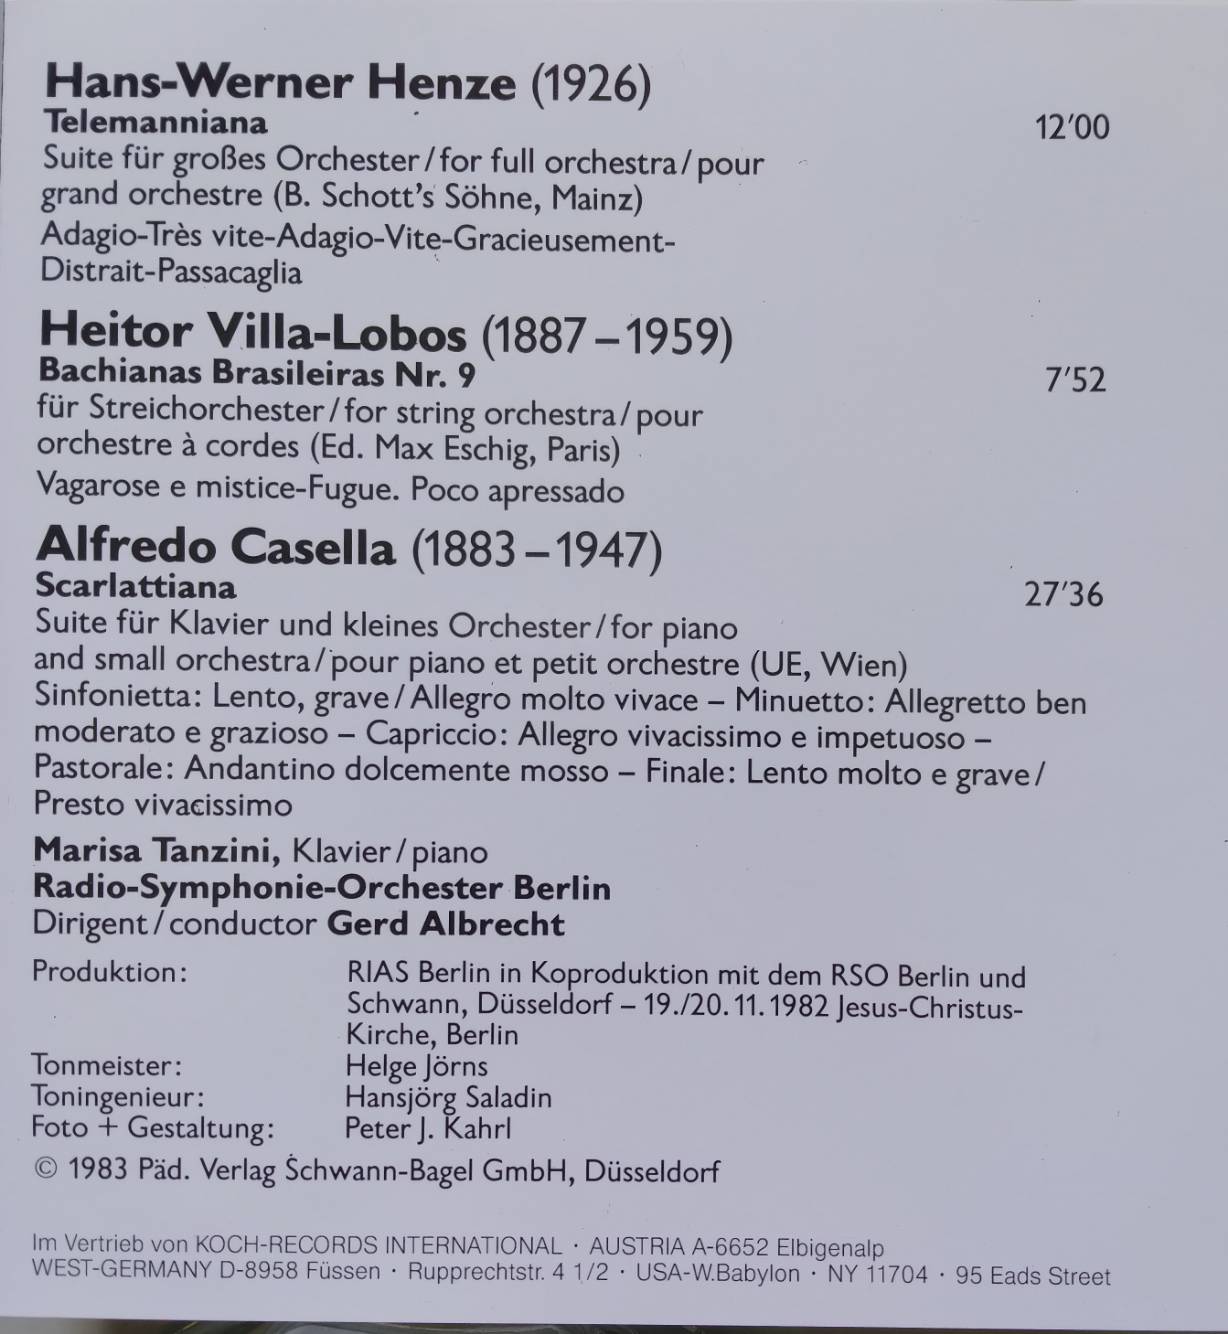 Hans-Werner Henze (1926)
Telemanniana 12'00
Suite für großes Orchester/for full orchestra/pour
grand orchestre (B. Schott's Söhne, Mainz)
Adagio-Très vite-Adagio-Vite-Gracieusement-
Distrait-Passacaglia
Heitor Villa-Lobos (1887–1959)
Bachianas Brasileiras Nr. 9 7'52
für Streichorchester/for string orchestra/pour
orchestre à cordes (Ed. Max Eschig, Paris)
Vagarose e mistice-Fugue. Poco apressado
Alfredo Casella (1883–1947)
Scarlattiana 27'36
Suite für Klavier und kleines Orchester/for piano
and small orchestra/pour piano et petit orchestre (UE, Wien)
Sinfonietta: Lento, grave/Allegro molto vivace – Minuetto: Allegretto ben
moderato e grazioso – Capriccio: Allegro vivacissimo e impetuoso –
Pastorale: Andantino dolcemente mosso – Finale: Lento molto e grave/
Presto vivacissimo
Marisa Tanzini, Klavier/piano
Radio-Symphonie-Orchester Berlin
Dirigent/conductor Gerd Albrecht
Produktion: RIAS Berlin in Koproduktion mit dem RSO Berlin und
Schwann, Düsseldorf – 19./20.11.1982 Jesus-Christus-
Kirche, Berlin
Tonmeister: Helge Jörns
Toningenieur: Hansjörg Saladin
Foto + Gestaltung: Peter J. Kahrl
© 1983 Päd. Verlag Schwann-Bagel GmbH, Düsseldorf
Im Vertrieb von KOCH-RECORDS INTERNATIONAL · AUSTRIA A-6652 Elbigenalp
WEST-GERMANY D-8958 Füssen · Rupprechtstr. 4 1/2 · USA-W.Babylon · NY 11704 · 95 Eads Street